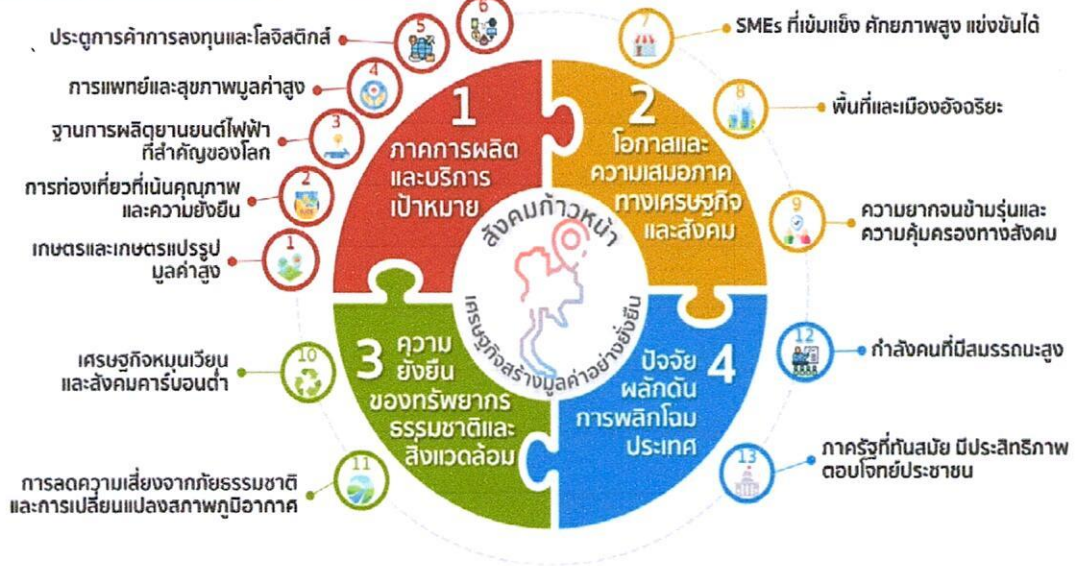 ประตูการค้าการลงทุนและโลจิสติกส์
5
6
การแพทย์และสุขภาพมูลค่าสูง
4
ฐานการผลิตยานยนต์ไฟฟ้า
ที่สำคัญของโลก
3
การท่องเที่ยวที่เน้นคุณภาพ
และความยั่งยืน
2
เกษตรและเกษตรแปรรูป
มูลค่าสูง
1
1
ภาคการผลิต
และบริการ
เป้าหมาย
2
โอกาสและ
ความเสมอภาค
ทางเศรษฐกิจ
และสังคม
7
SMEs ที่เข้มแข็ง ศักยภาพสูง แข่งขันได้
8
พื้นที่และเมืองอัจฉริยะ
9
ความยากจนข้ามรุ่นและ
ความคุ้มครองทางสังคม
สังคมก้าวหน้า
เศรษฐกิจสร้างมูลค่าอย่างยั่งยืน
3
ความ
ยั่งยืน
ของทรัพยากร
ธรรมชาติและ
สิ่งแวดล้อม
10
เศรษฐกิจหมุนเวียน
และสังคมคาร์บอนต่ำ
11
การลดความเสี่ยงจากภัยธรรมชาติ
และการเปลี่ยนแปลงสภาพภูมิอากาศ
4
ปัจจัย
ผลักดัน
การพลิกโฉม
ประเทศ
12
กำลังคนที่มีสมรรถนะสูง
13
ภาครัฐที่ทันสมัย มีประสิทธิภาพ
ตอบโจทย์ประชาชน